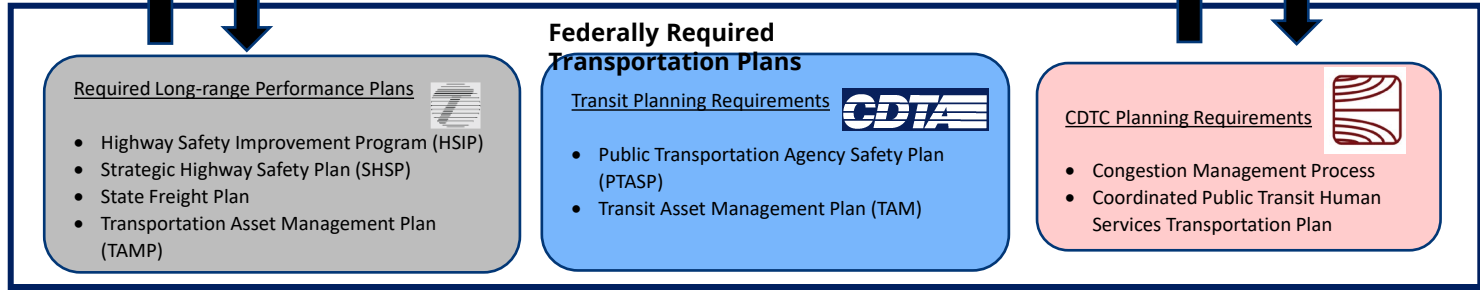 Federally Required
Transportation Plans
Required Long-range Performance Plans
• Highway Safety Improvement Program (HSIP)
• Strategic Highway Safety Plan (SHSP)
• State Freight Plan
• Transportation Asset Management Plan
(TAMP)
Transit Planning Requirements
CDTA
• Public Transportation Agency Safety Plan
(PTASP)
• Transit Asset Management Plan (TAM)
CDTC Planning Requirements
• Congestion Management Process
• Coordinated Public Transit Human
Services Transportation Plan